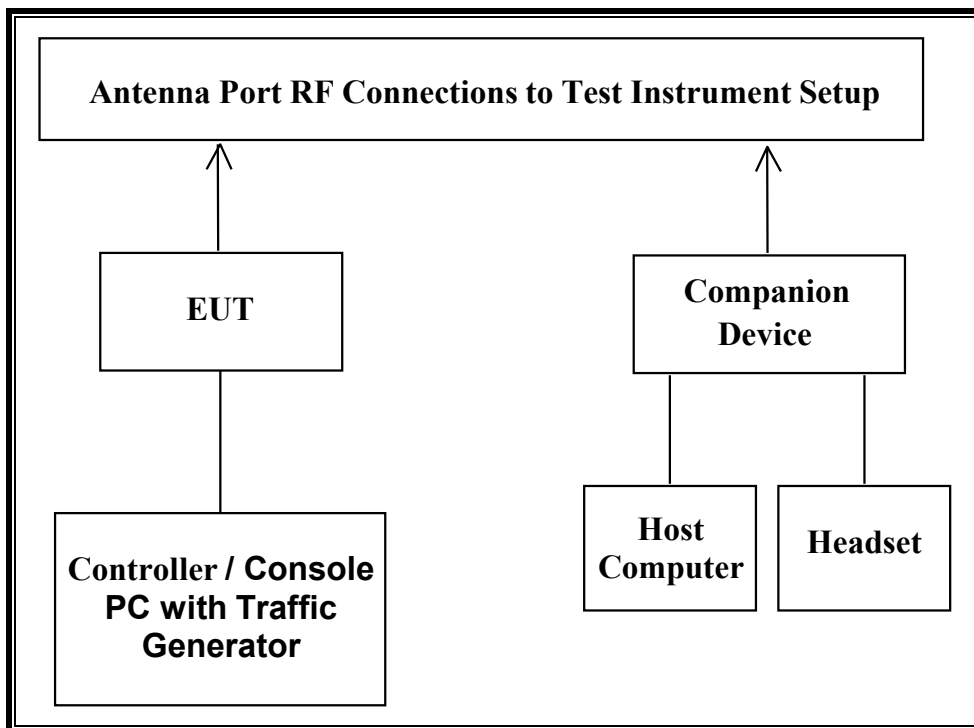 Antenna Port RF Connections to Test Instrument Setup
EUT
Companion
Device
Host
Computer
Headset
Controller / Console
PC with Traffic
Generator